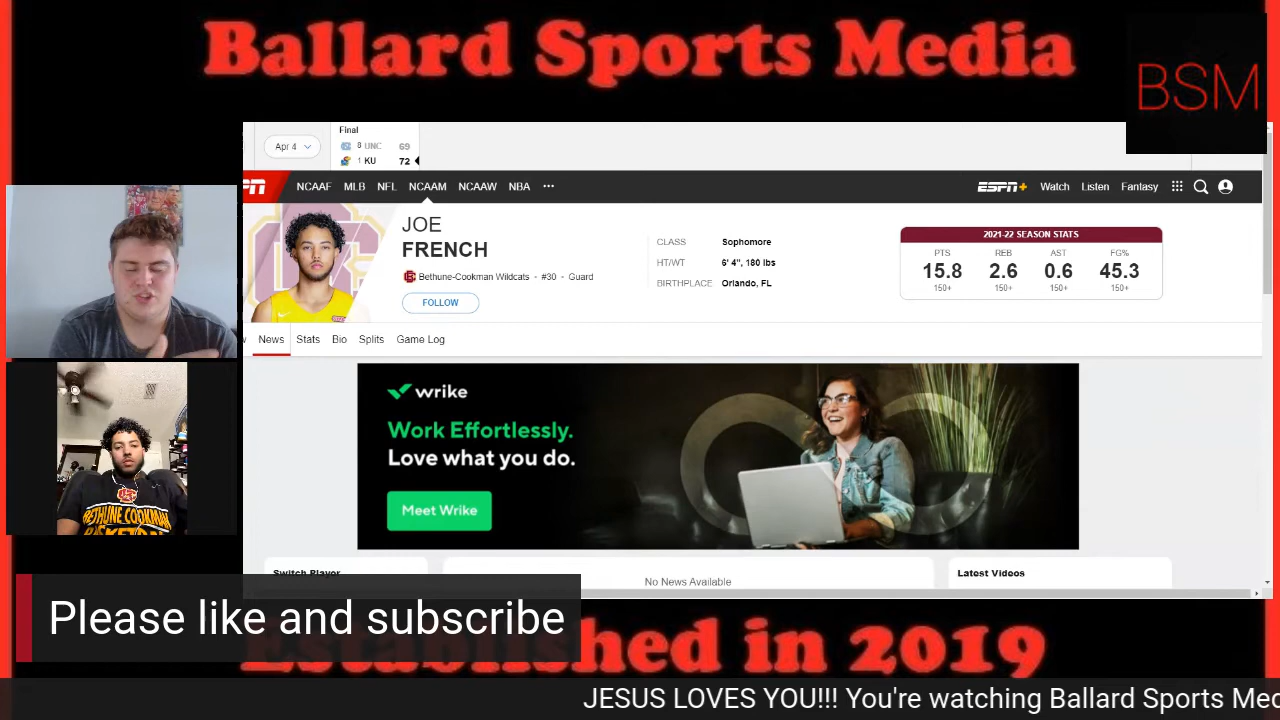 Ballard Sports Media
BSM
Final
Apr 4
8 UNC 69
1 KU 72
NCAAF MLB NFL NCAAM NCAAW NBA
ESPN+ Watch Listen Fantasy
JOE
FRENCH
Bethune-Cookman Wildcats - #30 - Guard
FOLLOW
CLASS Sophomore
HT/WT 6' 4", 180 lbs
BIRTHPLACE Orlando, FL
2021-22 SEASON STATS
PTS REB AST FG%
15.8 2.6 0.6 45.3
150+ 150+ 150+ 150+
News Stats Bio Splits Game Log
wrike
Work Effortlessly.
Love what you do.
Meet Wrike
BETHUNE COOKMAN
Switch Player
No News Available
Latest Videos
Please like and subscribe
Established in 2019
JESUS LOVES YOU!!! You're watching Ballard Sports Med